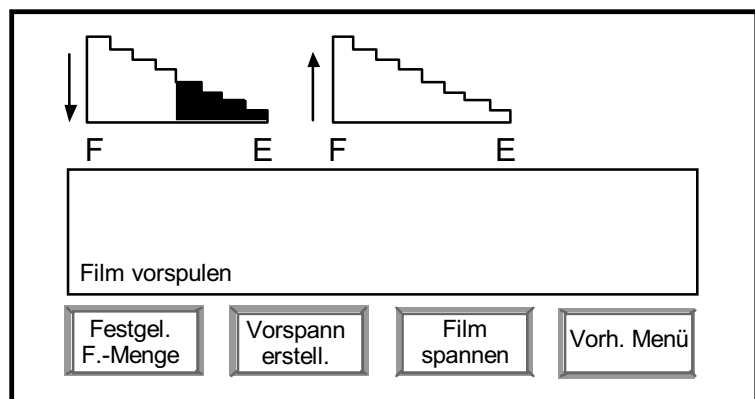 F E F E
Film vorspulen
Festgel.
F.-Menge
Vorspann
erstell.
Film
spannen
Vorh. Menü